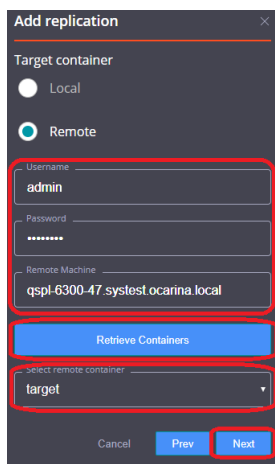 Add replication ×
Target container
Local
Remote
Username
admin
Password
••••••••
Remote Machine
qspl-6300-47.systest.ocarina.local
Retrieve Containers
Select remote container
target
Cancel Prev Next